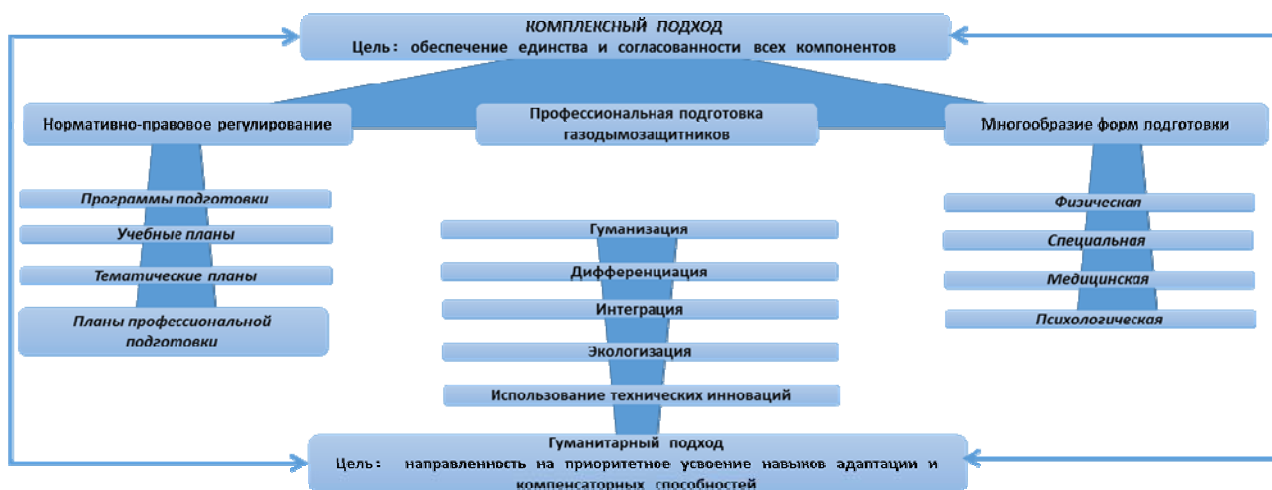 КОМПЛЕКСНЫЙ ПОДХОД
Цель: обеспечение единства и согласованности всех компонентов
Нормативно-правовое регулирование
Профессиональная подготовка
газодымозащитников
Многообразие форм подготовки
Программы подготовки
Учебные планы
Тематические планы
Планы профессиональной
подготовки
Гуманизация
Дифференциация
Интеграция
Экологизация
Использование технических инноваций
Физическая
Специальная
Медицинская
Психологическая
Гуманитарный подход
Цель: направленность на приоритетное усвоение навыков адаптации и
компенсаторных способностей